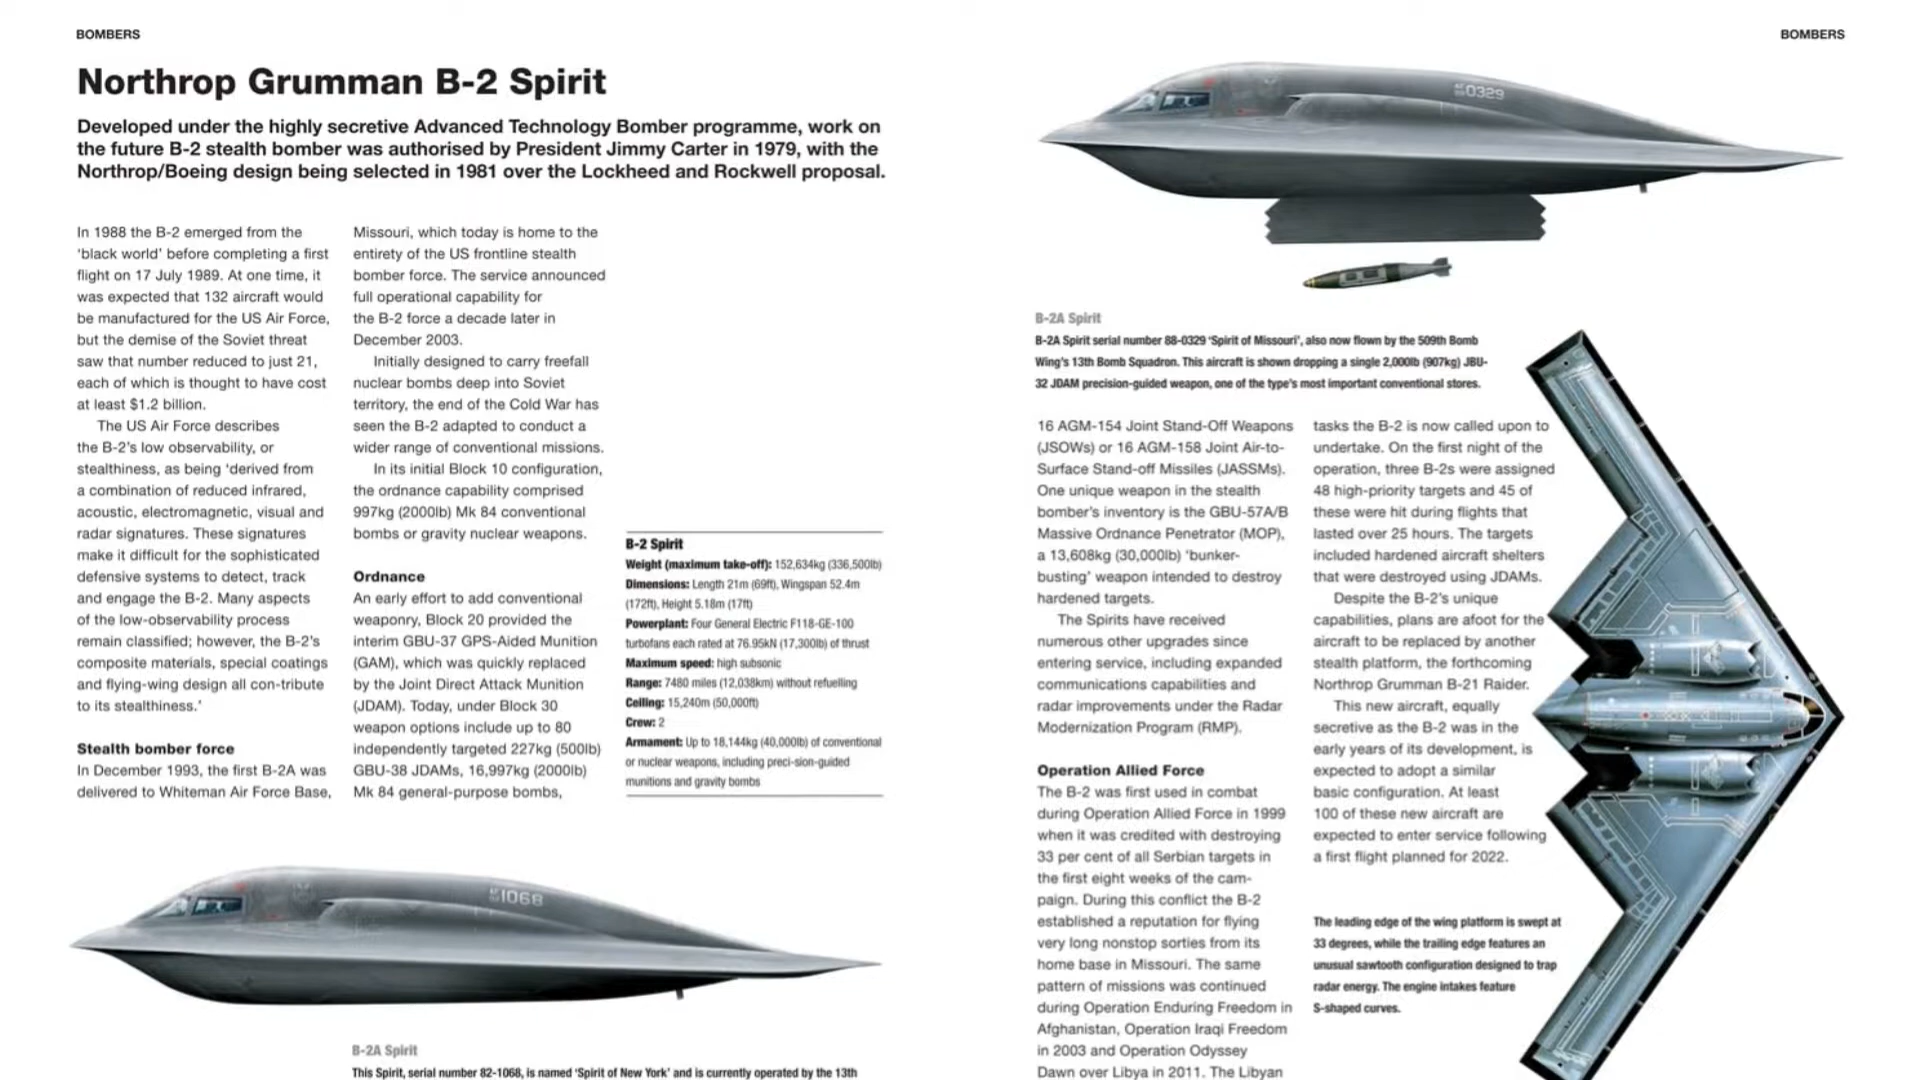 BOMBERS
Northrop Grumman B-2 Spirit
Developed under the highly secretive Advanced Technology Bomber programme, work on
the future B-2 stealth bomber was authorised by President Jimmy Carter in 1979, with the
Northrop/Boeing design being selected in 1981 over the Lockheed and Rockwell proposal.
In 1988 the B-2 emerged from the
‘black world’ before completing a first
flight on 17 July 1989. At one time, it
was expected that 132 aircraft would
be manufactured for the US Air Force,
but the demise of the Soviet threat
saw that number reduced to just 21,
each of which is thought to have cost
at least $1.2 billion.
The US Air Force describes
the B-2’s low observability, or
stealthiness, as being ‘derived from
a combination of reduced infrared,
acoustic, electromagnetic, visual and
radar signatures. These signatures
make it difficult for the sophisticated
defensive systems to detect, track
and engage the B-2. Many aspects
of the low-observability process
remain classified; however, the B-2’s
composite materials, special coatings
and flying-wing design all con-tribute
to its stealthiness.’
Stealth bomber force
In December 1993, the first B-2A was
delivered to Whiteman Air Force Base,
Missouri, which today is home to the
entirety of the US frontline stealth
bomber force. The service announced
full operational capability for
the B-2 force a decade later in
December 2003.
Initially designed to carry freefall
nuclear bombs deep into Soviet
territory, the end of the Cold War has
seen the B-2 adapted to conduct a
wider range of conventional missions.
In its initial Block 10 configuration,
the ordnance capability comprised
997kg (2000lb) Mk 84 conventional
bombs or gravity nuclear weapons.
Ordnance
An early effort to add conventional
weaponry, Block 20 provided the
interim GBU-37 GPS-Aided Munition
(GAM), which was quickly replaced
by the Joint Direct Attack Munition
(JDAM). Today, under Block 30
weapon options include up to 80
independently targeted 227kg (500lb)
GBU-38 JDAMs, 16,997kg (2000lb)
Mk 84 general-purpose bombs,
B-2 Spirit
Weight (maximum take-off): 152,634kg (336,500lb)
Dimensions: Length 21m (69ft), Wingspan 52.4m
(172ft), Height 5.18m (17ft)
Powerplant: Four General Electric F118-GE-100
turbofans each rated at 76.95kN (17,300lb) of thrust
Maximum speed: high subsonic
Range: 7480 miles (12,038km) without refuelling
Ceiling: 15,240m (50,000ft)
Crew: 2
Armament: Up to 18,144kg (40,000lb) of conventional
or nuclear weapons, including preci-sion-guided
munitions and gravity bombs
1068
B-2A Spirit
This Spirit, serial number 82-1068, is named ‘Spirit of New York’ and is currently operated by the 13th
BOMBERS
0329
B-2A Spirit
B-2A Spirit serial number 88-0329 ‘Spirit of Missouri’, also now flown by the 509th Bomb
Wing’s 13th Bomb Squadron. This aircraft is shown dropping a single 2,000lb (907kg) JBU-
32 JDAM precision-guided weapon, one of the type’s most important conventional stores.
16 AGM-154 Joint Stand-Off Weapons
(JSOWs) or 16 AGM-158 Joint Air-to-
Surface Stand-off Missiles (JASSMs).
One unique weapon in the stealth
bomber’s inventory is the GBU-57A/B
Massive Ordnance Penetrator (MOP),
a 13,608kg (30,000lb) ‘bunker-
busting’ weapon intended to destroy
hardened targets.
The Spirits have received
numerous other upgrades since
entering service, including expanded
communications capabilities and
radar improvements under the Radar
Modernization Program (RMP).
Operation Allied Force
The B-2 was first used in combat
during Operation Allied Force in 1999
when it was credited with destroying
33 per cent of all Serbian targets in
the first eight weeks of the cam-
paign. During this conflict the B-2
established a reputation for flying
very long nonstop sorties from its
home base in Missouri. The same
pattern of missions was continued
during Operation Enduring Freedom in
Afghanistan, Operation Iraqi Freedom
in 2003 and Operation Odyssey
Dawn over Libya in 2011. The Libyan
tasks the B-2 is now called upon to
undertake. On the first night of the
operation, three B-2s were assigned
48 high-priority targets and 45 of
these were hit during flights that
lasted over 25 hours. The targets
included hardened aircraft shelters
that were destroyed using JDAMs.
Despite the B-2’s unique
capabilities, plans are afoot for the
aircraft to be replaced by another
stealth platform, the forthcoming
Northrop Grumman B-21 Raider.
This new aircraft, equally
secretive as the B-2 was in the
early years of its development, is
expected to adopt a similar
basic configuration. At least
100 of these new aircraft are
expected to enter service following
a first flight planned for 2022.
The leading edge of the wing platform is swept at
33 degrees, while the trailing edge features an
unusual sawtooth configuration designed to trap
radar energy. The engine intakes feature
S-shaped curves.